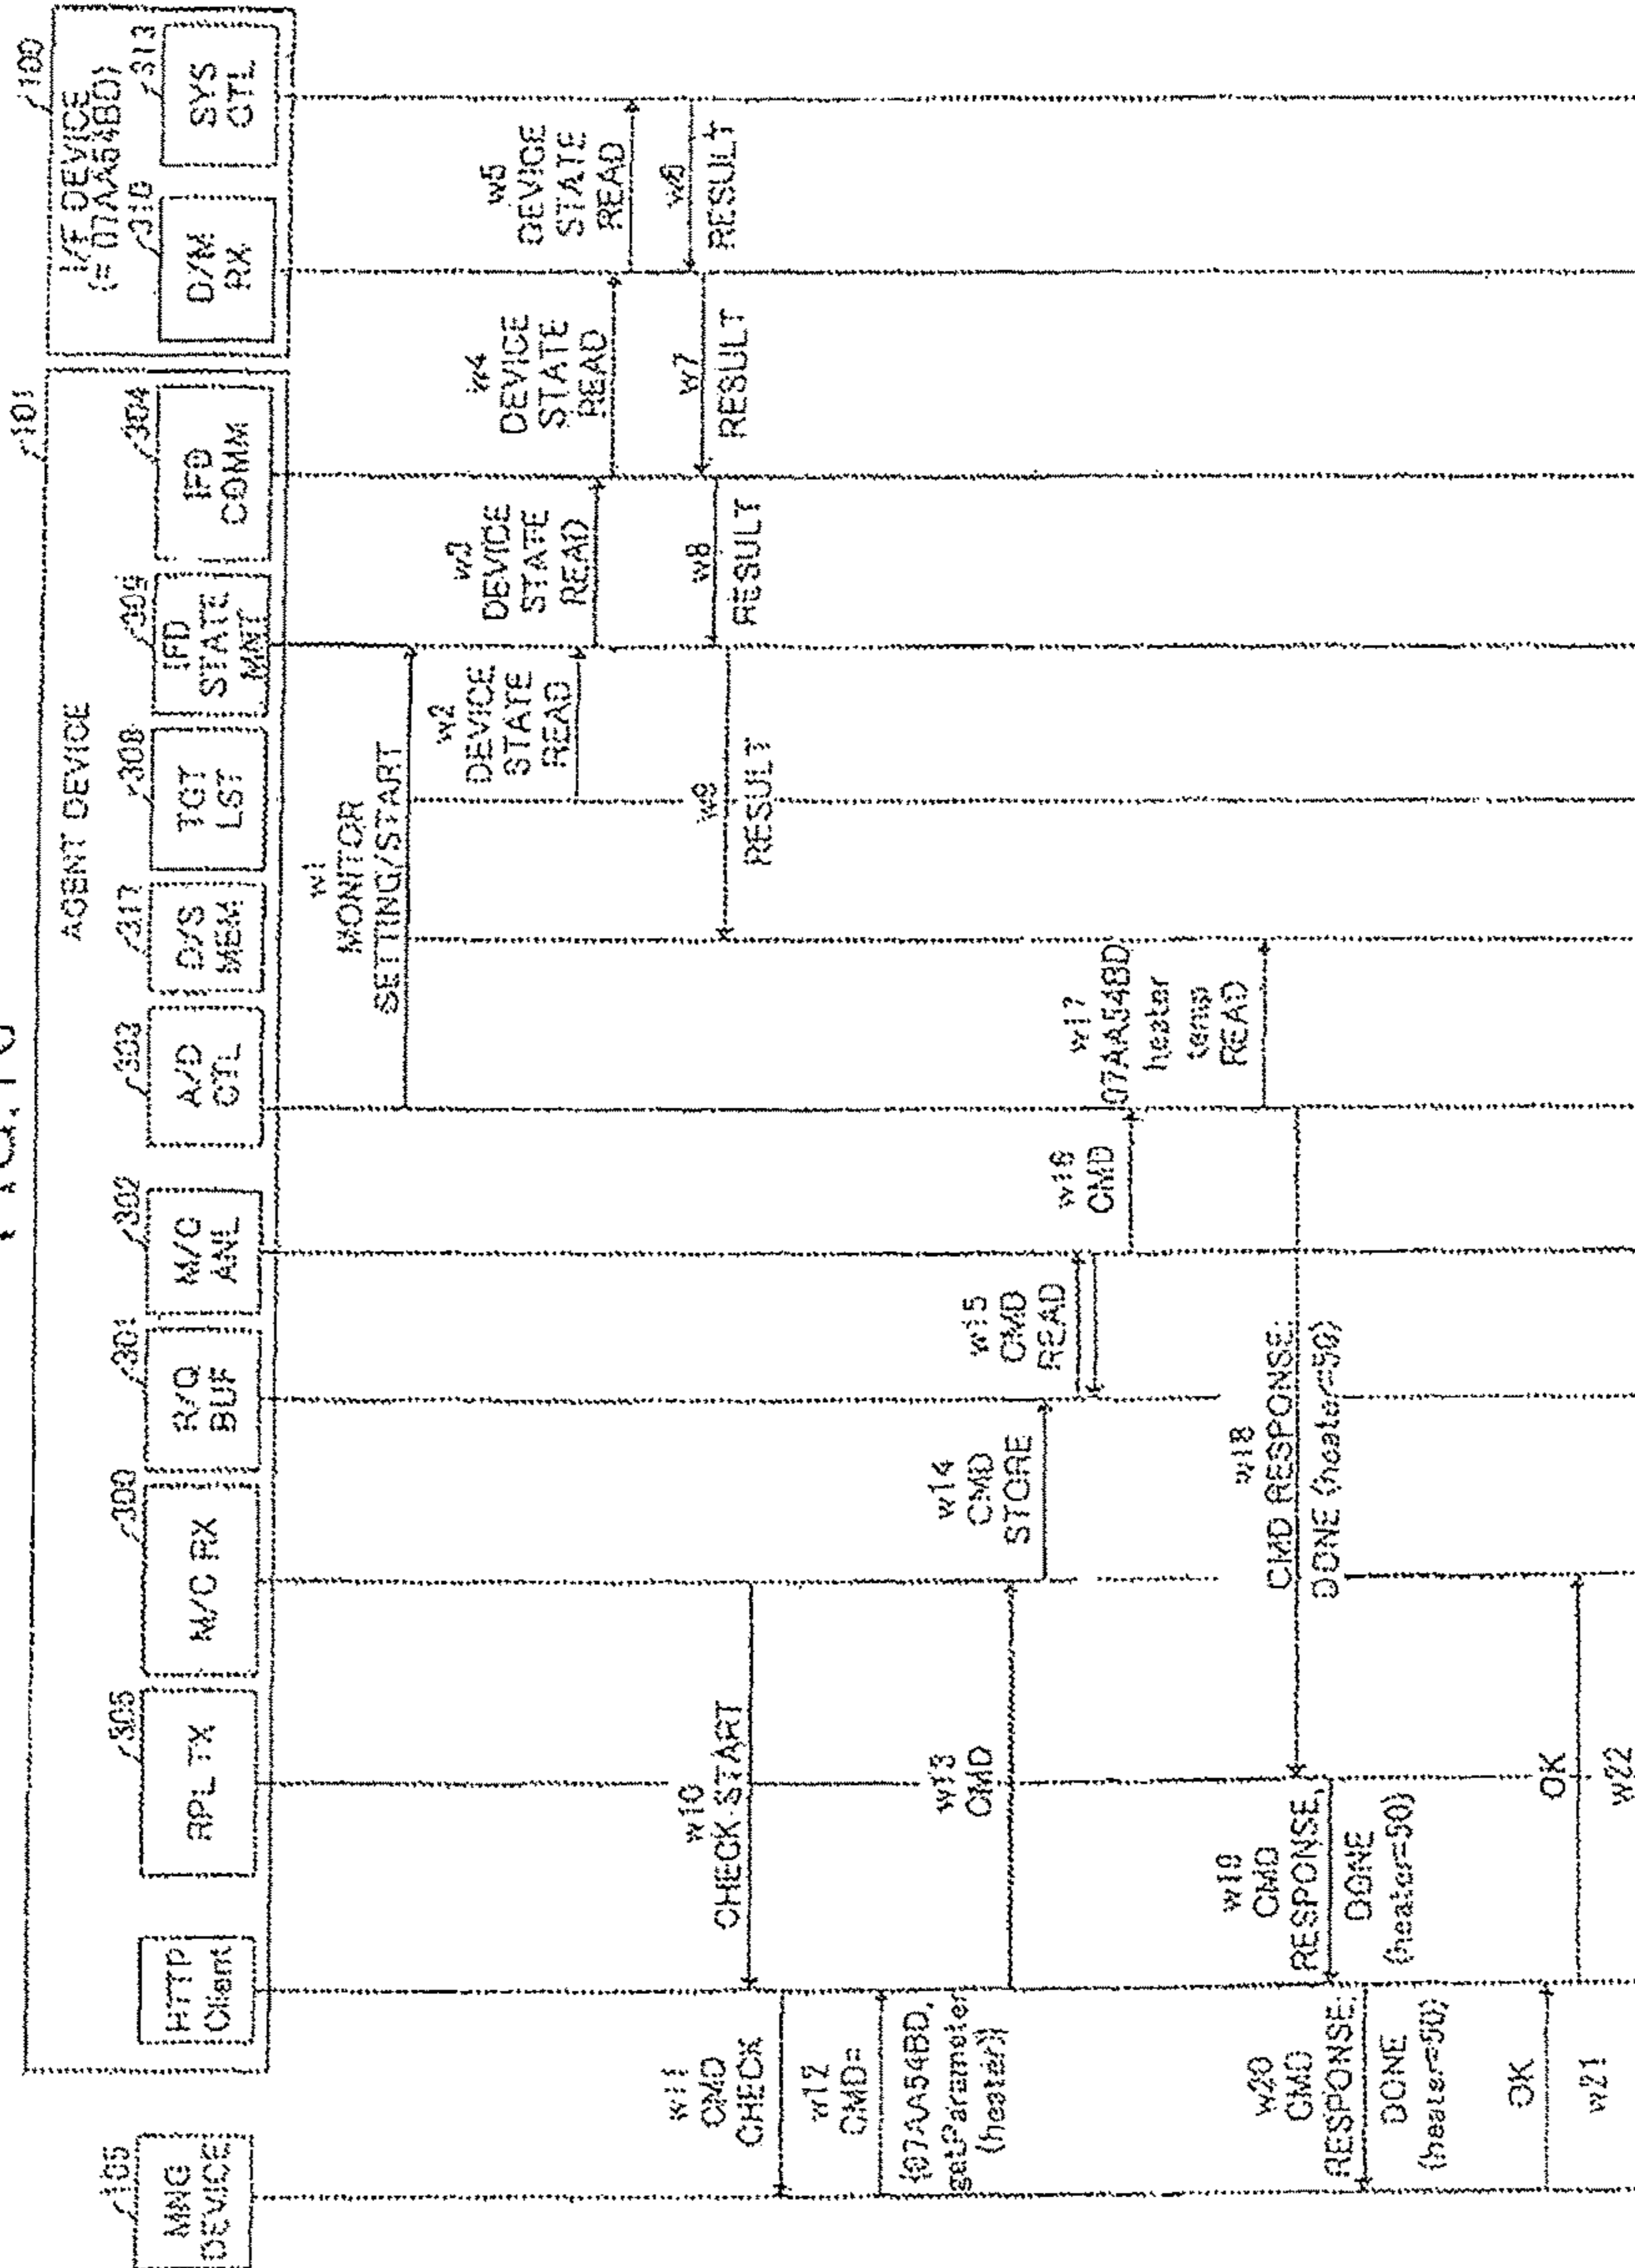 101
100
AGENT DEVICE
I/F DEVICE
(= 07AA54BD)
MNG
DEVICE
HTTP
Client
RPL TX
300
M/C RX
301
R/Q
BUF
302
M/C
ANL
303
A/D
CTL
317
D/S
MEM
308
TGT
LST
IFD
STATE
MNT
304
IFD
COMM
310
D/M
RX
313
SYS
CTL
w1
MONITOR
SETTING/START
w2
DEVICE
STATE
READ
w3
DEVICE
STATE
READ
w4
DEVICE
STATE
READ
w5
DEVICE
STATE
READ
w6
RESULT
w7
RESULT
w8
RESULT
w9
RESULT
w10
CHECK START
w11
CMD
CHECK
w12
CMD=
{07AA54BD,
getParameter
(heater)}
w13
CMD
w14
CMD
STORE
w15
CMD
READ
w16
CMD
w17
07AA54BD
heater
temp
READ
w18
CMD RESPONSE:
DONE (heater=50)
w19
CMD
RESPONSE,
DONE
(heater=50)
w20
CMD
RESPONSE:
DONE
(heater=50)
OK
w21
OK
w22